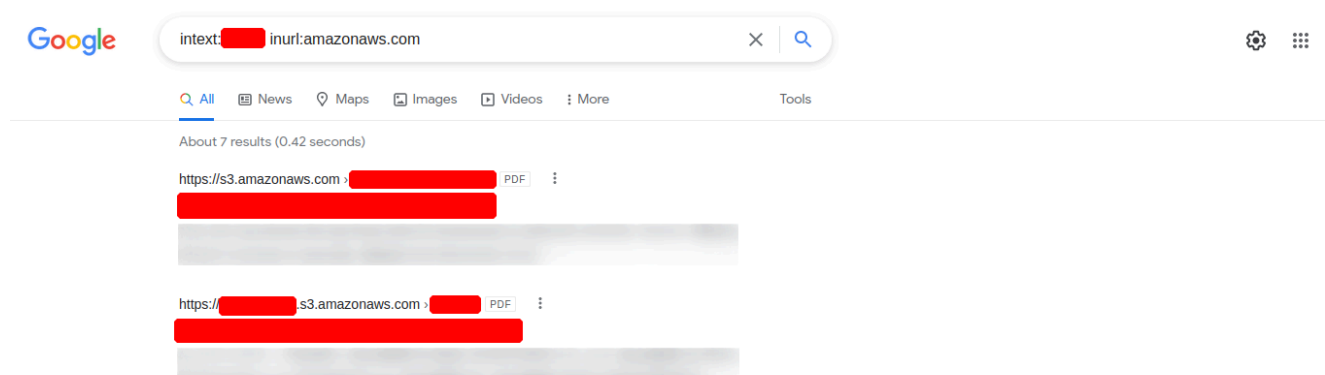 Google
intext: inurl:amazonaws.com
All News Maps Images Videos More Tools
About 7 results (0.42 seconds)
https://s3.amazonaws.com › PDF
https:// .s3.amazonaws.com › PDF